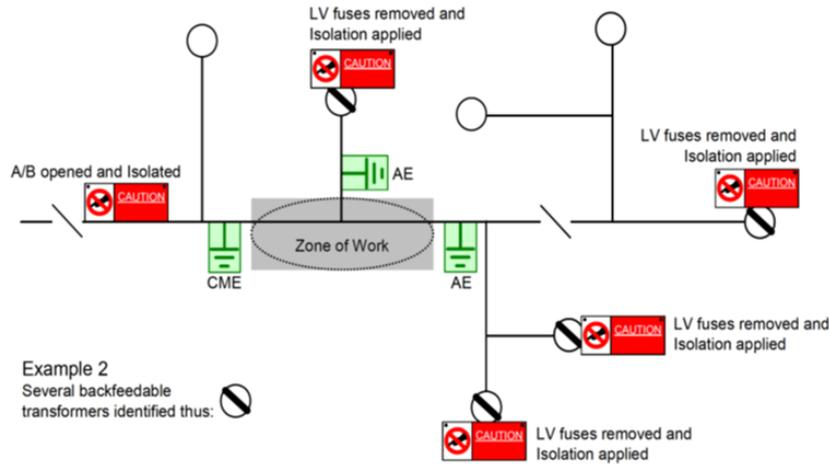 LV fuses removed and
Isolation applied
CAUTION
LV fuses removed and
Isolation applied
A/B opened and Isolated
CAUTION
AE
CAUTION
Zone of Work
CME
AE
CAUTION
LV fuses removed and
Isolation applied
Example 2
Several backfeedable
transformers identified thus:
CAUTION
LV fuses removed and
Isolation applied